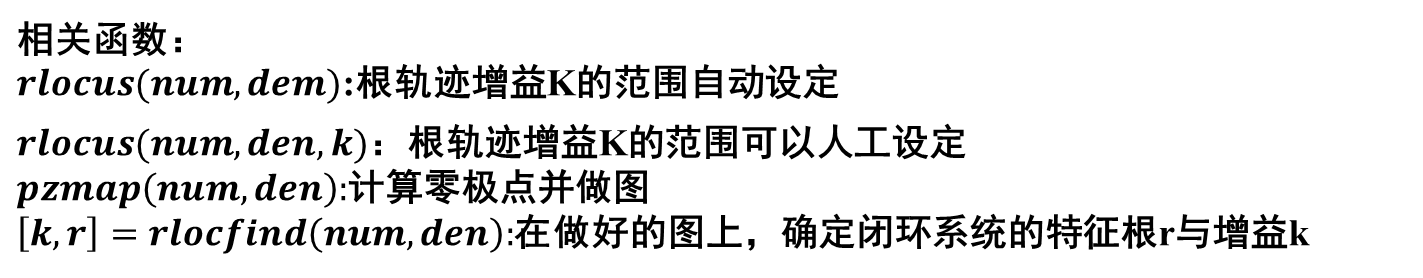 相关函数：
rlocus(num,dem):根轨迹增益K的范围自动设定
rlocus(num,den,k)：根轨迹增益K的范围可以人工设定
pzmap(num,den):计算零极点并做图
[k,r] = rlocfind(num,den):在做好的图上，确定闭环系统的特征根r与增益k